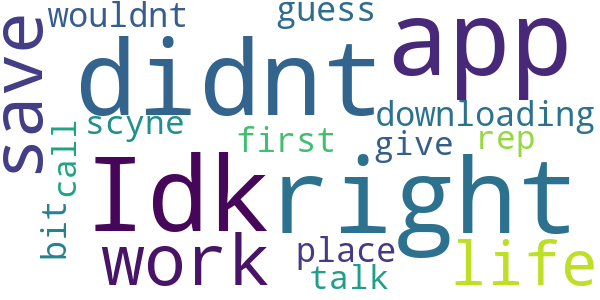 wouldnt
guess
save
didnt
app
downloading
scyne
first
give
rep
call
Idk
right
bit
work
place
talk
life